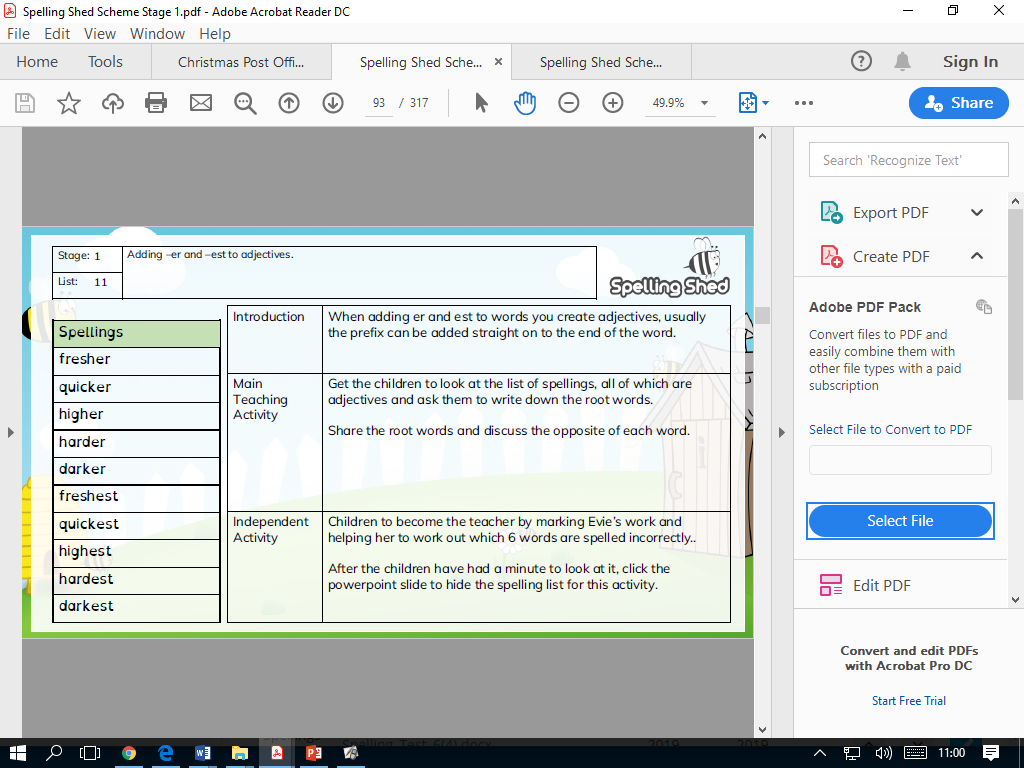 Spelling Shed Scheme Stage 1.pdf - Adobe Acrobat Reader DC
File Edit View Window Help
Home Tools Christmas Post Offi... Spelling Shed Sche... × Spelling Shed Sche... Sign In
93 / 317 49.9% Share
Search 'Recognize Text'
Export PDF
Create PDF
Adobe PDF Pack
Convert files to PDF and
easily combine them with
other file types with a paid
subscription
Select File to Convert to PDF
Select File
Edit PDF
Convert and edit PDFs
with Acrobat Pro DC
Start Free Trial
Stage: 1
Adding –er and –est to adjectives.
List: 11
Spelling Shed
Spellings
fresher
quicker
higher
harder
darker
freshest
quickest
highest
hardest
darkest
Introduction
When adding er and est to words you create adjectives, usually
the prefix can be added straight on to the end of the word.
Main
Teaching
Activity
Get the children to look at the list of spellings, all of which are
adjectives and ask them to write down the root words.
Share the root words and discuss the opposite of each word.
Independent
Activity
Children to become the teacher by marking Evie's work and
helping her to work out which 6 words are spelled incorrectly..
After the children have had a minute to look at it, click the
powerpoint slide to hide the spelling list for this activity.
11:00